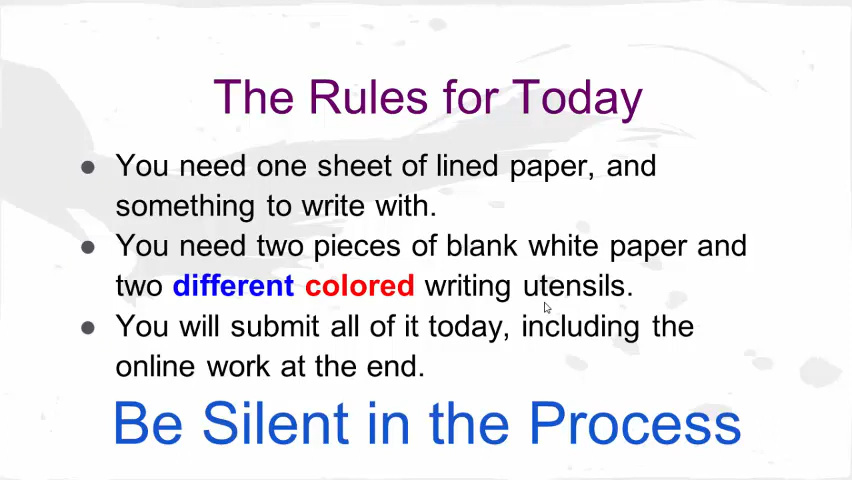 The Rules for Today
● You need one sheet of lined paper, and
something to write with.
● You need two pieces of blank white paper and
two different colored writing utensils.
● You will submit all of it today, including the
online work at the end.
Be Silent in the Process